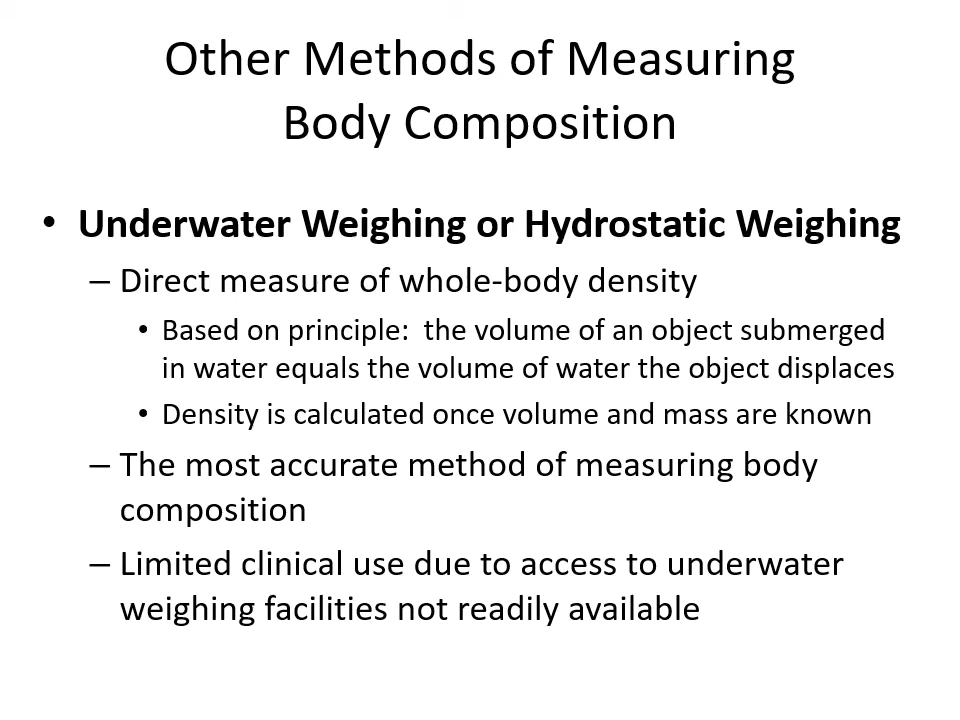 Other Methods of Measuring
Body Composition
• Underwater Weighing or Hydrostatic Weighing
– Direct measure of whole-body density
• Based on principle:  the volume of an object submerged
in water equals the volume of water the object displaces
• Density is calculated once volume and mass are known
– The most accurate method of measuring body
composition
– Limited clinical use due to access to underwater
weighing facilities not readily available